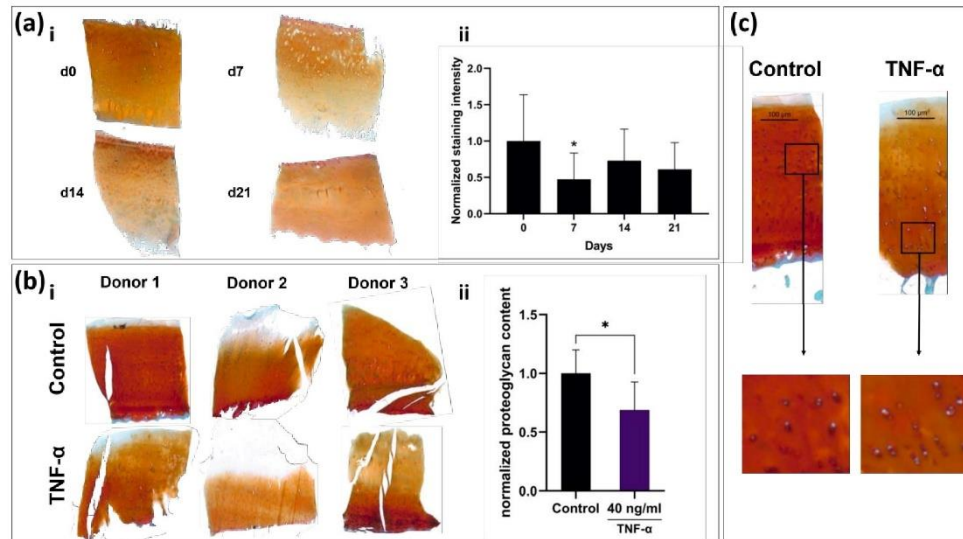 (a) i
d0
d7
d14
d21
ii
Normalized staining intensity
2.0
1.5
1.0
0.5
0.0
*
0 7 14 21
Days
(b) i
Donor 1 Donor 2 Donor 3
Control
TNF-α
ii
normalized proteoglycan content
1.5
1.0
0.5
0.0
*
Control 40 ng/ml
TNF-α
(c)
Control TNF-α
100 µm